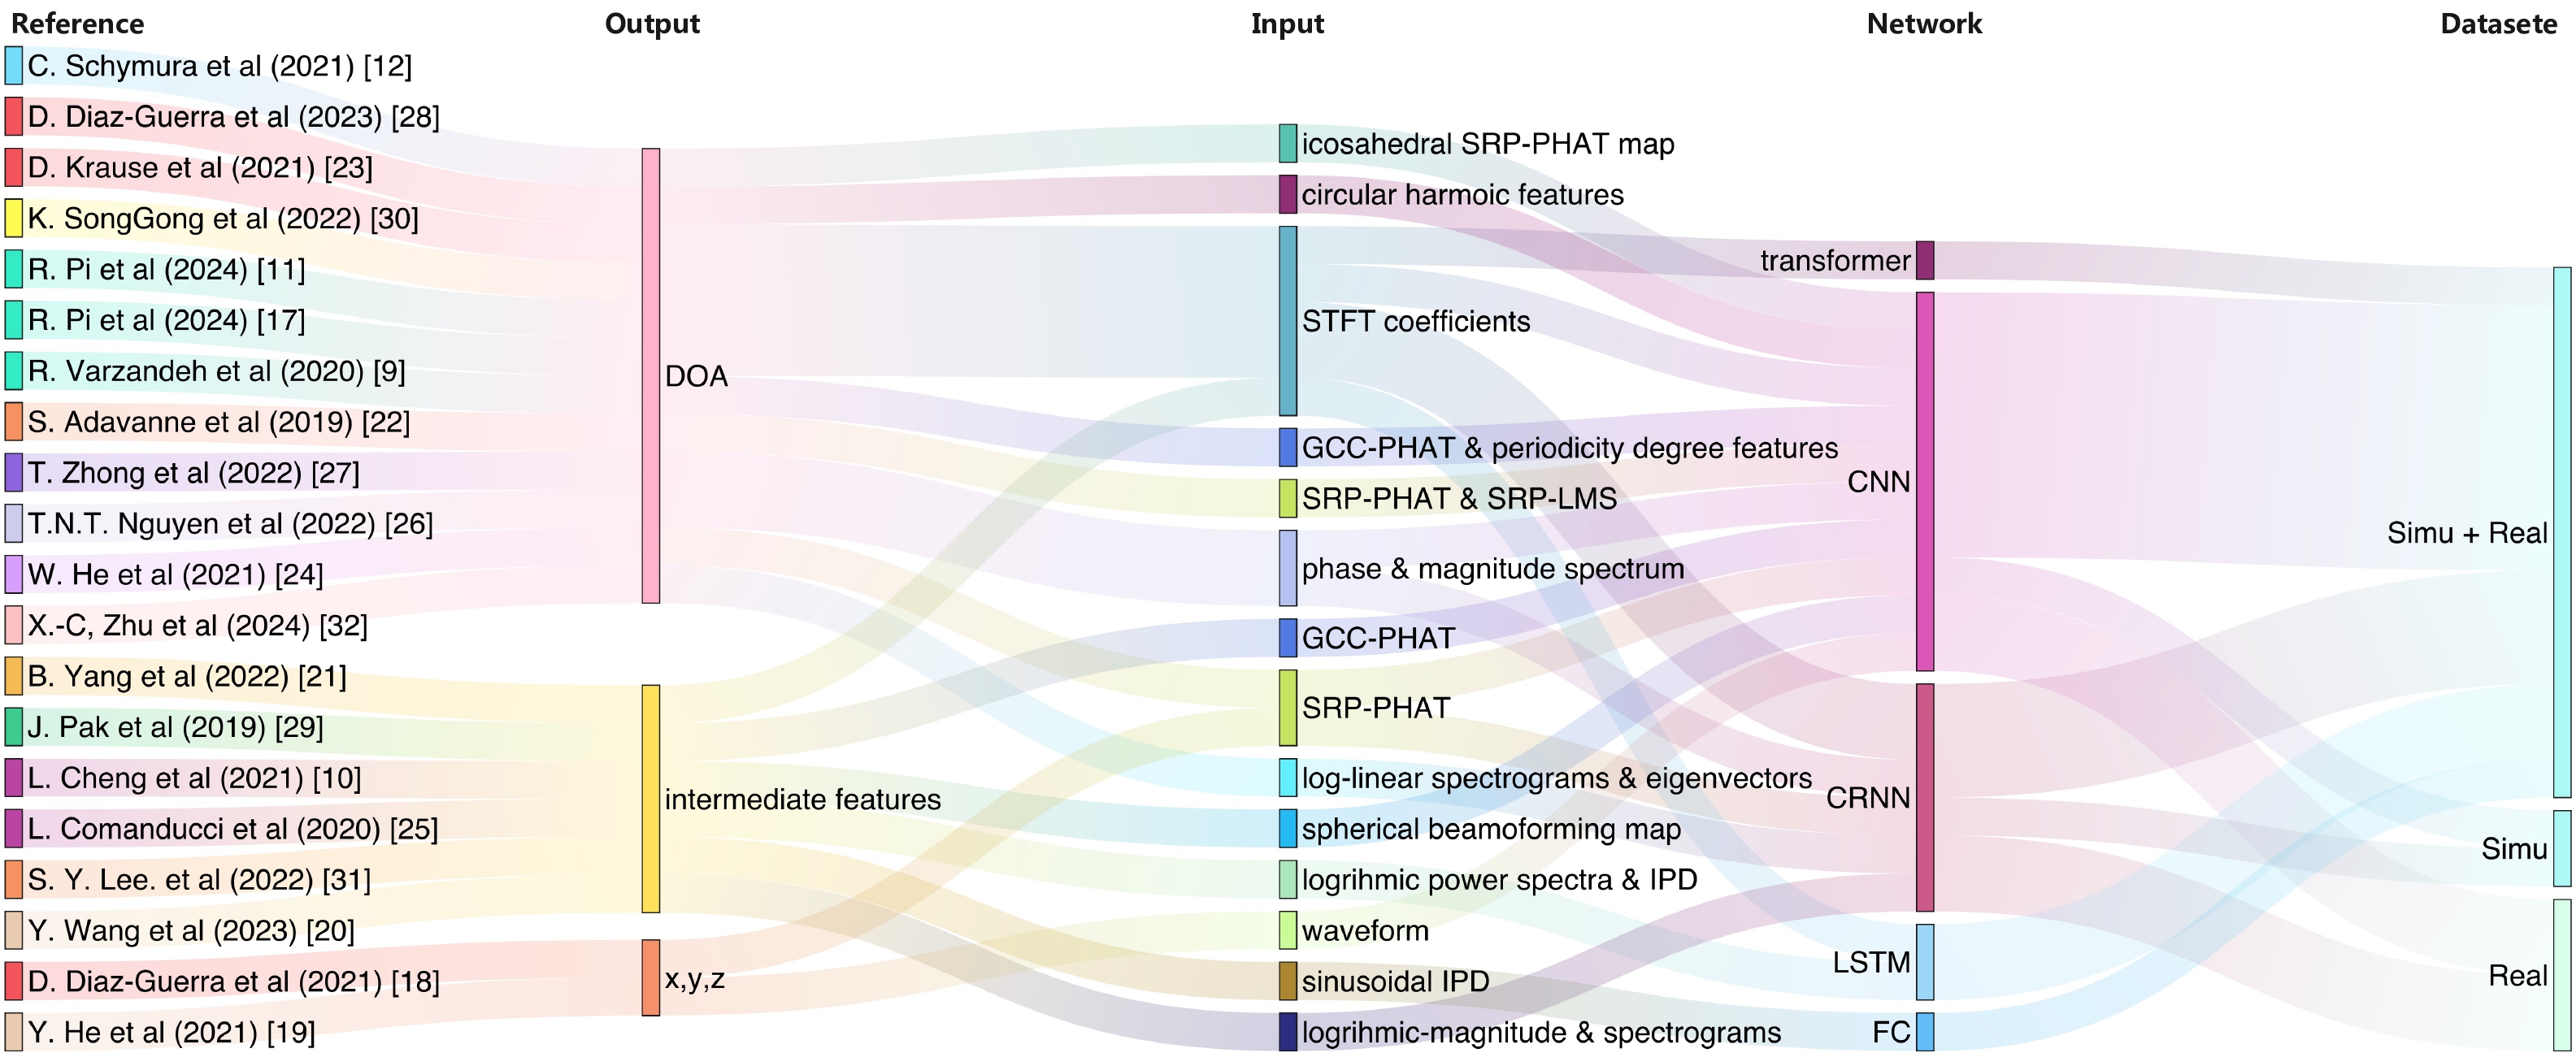 Reference
Output
Input
Network
Datasete
C. Schymura et al (2021) [12]
D. Diaz-Guerra et al (2023) [28]
D. Krause et al (2021) [23]
K. SongGong et al (2022) [30]
R. Pi et al (2024) [11]
R. Pi et al (2024) [17]
R. Varzandeh et al (2020) [9]
S. Adavanne et al (2019) [22]
T. Zhong et al (2022) [27]
T.N.T. Nguyen et al (2022) [26]
W. He et al (2021) [24]
X.-C, Zhu et al (2024) [32]
B. Yang et al (2022) [21]
J. Pak et al (2019) [29]
L. Cheng et al (2021) [10]
L. Comanducci et al (2020) [25]
S. Y. Lee. et al (2022) [31]
Y. Wang et al (2023) [20]
D. Diaz-Guerra et al (2021) [18]
Y. He et al (2021) [19]
DOA
intermediate features
x,y,z
icosahedral SRP-PHAT map
circular harmoic features
STFT coefficients
GCC-PHAT & periodicity degree features
SRP-PHAT & SRP-LMS
phase & magnitude spectrum
GCC-PHAT
SRP-PHAT
log-linear spectrograms & eigenvectors
spherical beamoforming map
logrihmic power spectra & IPD
waveform
sinusoidal IPD
logrihmic-magnitude & spectrograms
transformer
CNN
CRNN
LSTM
FC
Simu + Real
Simu
Real